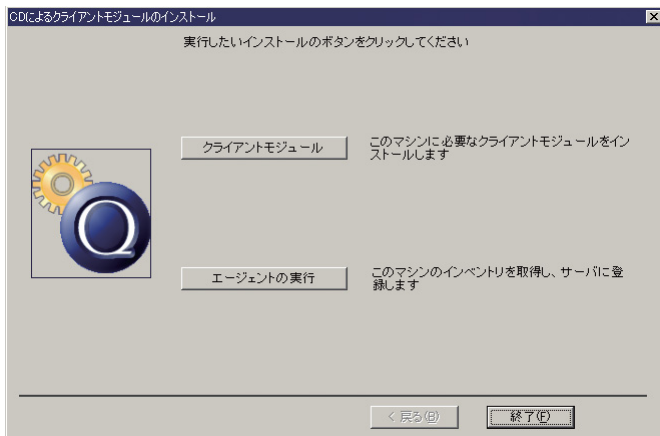 CDによるクライアントモジュールのインストール
実行したいインストールのボタンをクリックしてください
クライアントモジュール
このマシンに必要なクライアントモジュールをイン
ストールします
Q
エージェントの実行
このマシンのインベントリを取得し、サーバに登
録します
< 戻る(B)
終了(F)